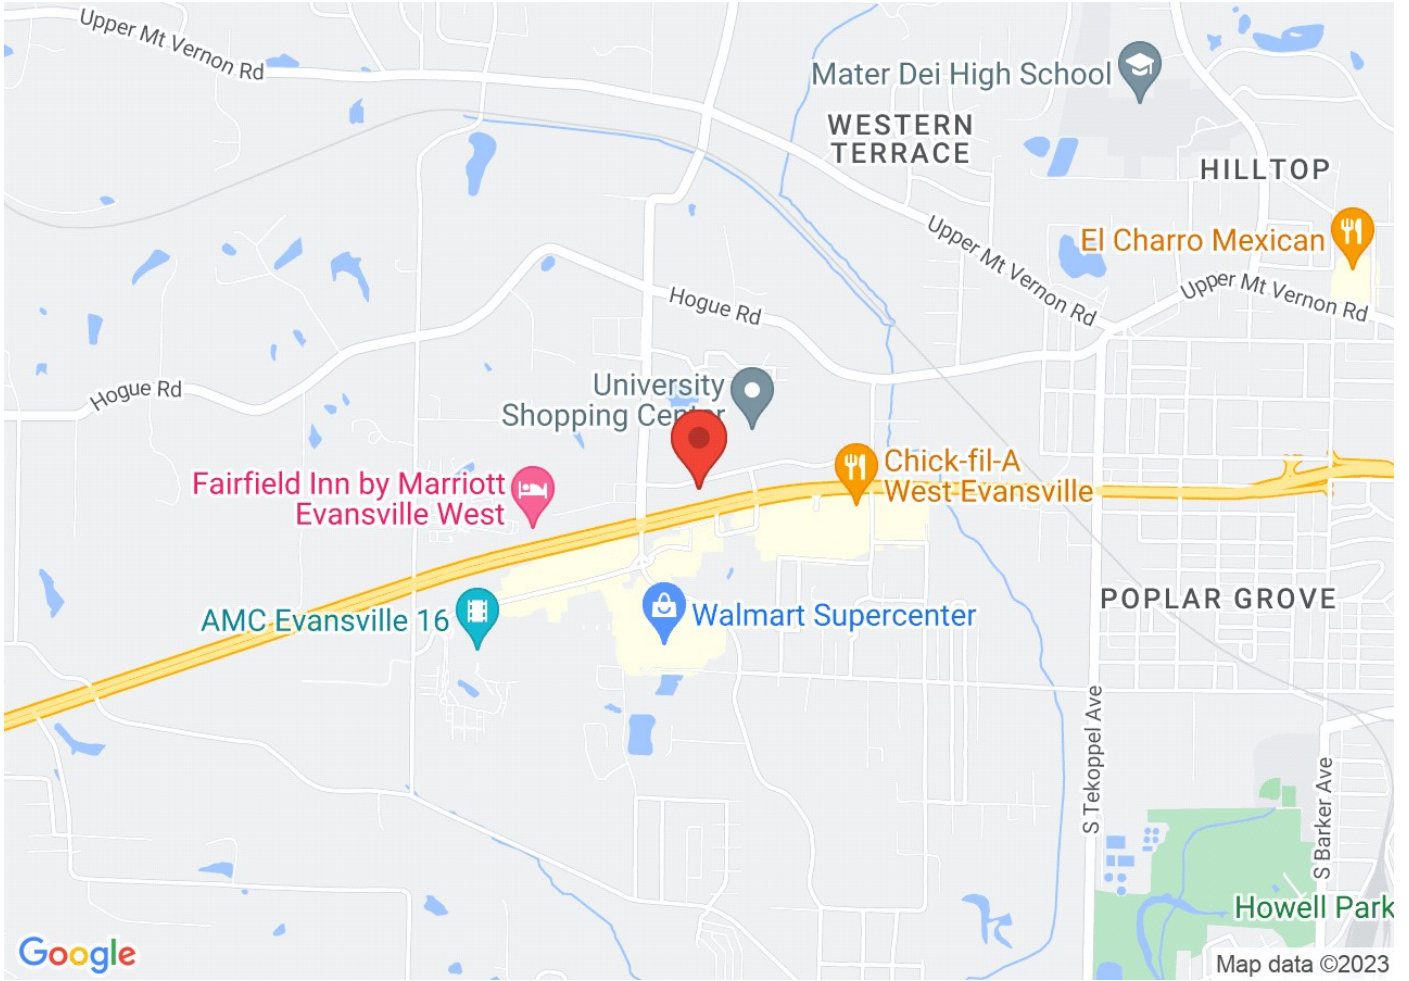 Upper Mt Vernon Rd
Mater Dei High School
WESTERN
TERRACE
HILLTOP
El Charro Mexican
Upper Mt Vernon Rd
Upper Mt Vernon Rd
Hogue Rd
Hogue Rd
University
Shopping Center
Chick-fil-A
West Evansville
Fairfield Inn by Marriott
Evansville West
AMC Evansville 16
Walmart Supercenter
POPLAR GROVE
S Tekoppel Ave
S Barker Ave
Howell Park
Google
Map data ©2023